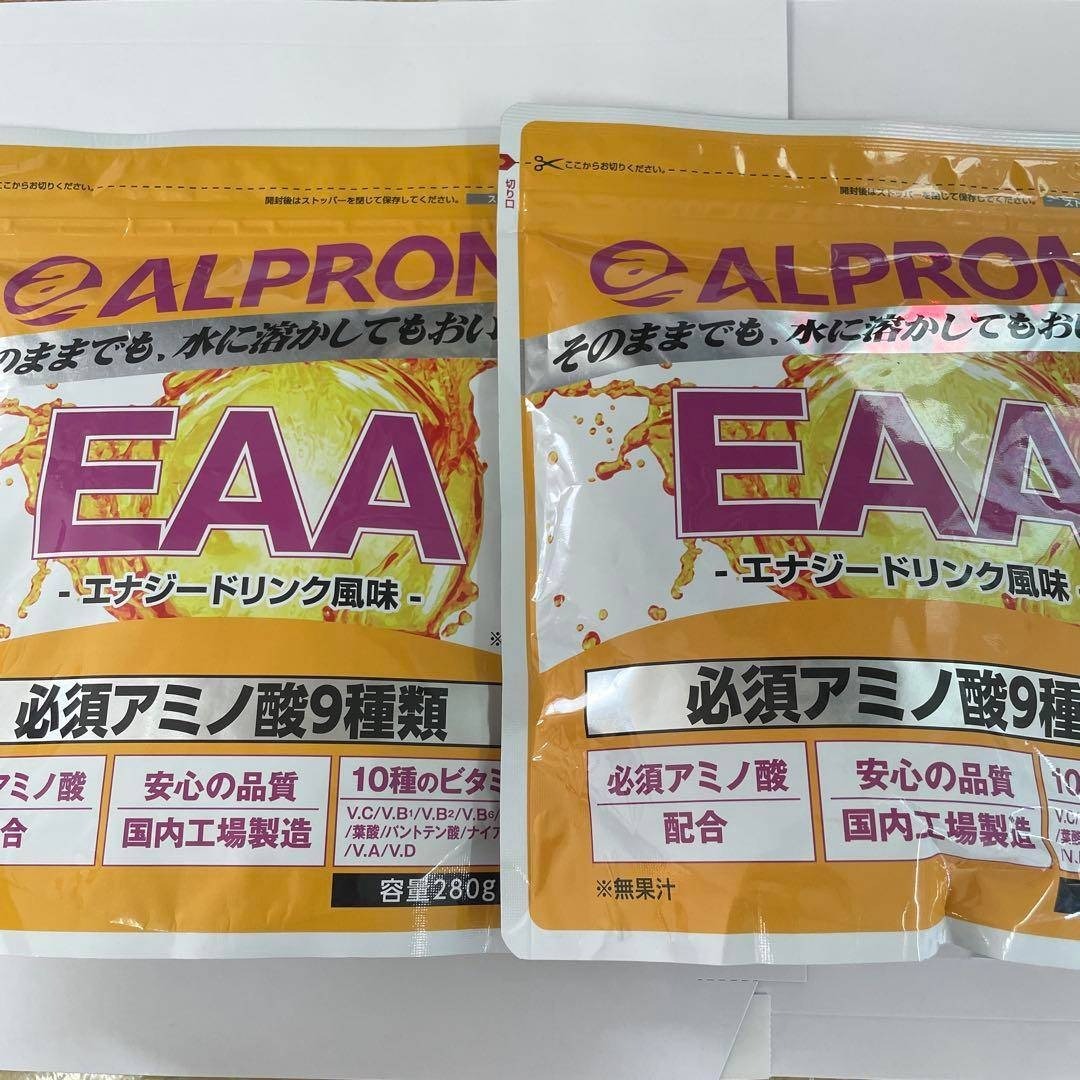 ここからお切りください。
開封後はストッパーを閉じて保存してください。
ALPRON
のままでも、水に溶かしてもおい
EAA
- エナジードリンク風味 -
※
必須アミノ酸9種類
アミノ酸
合
安心の品質
国内工場製造
10種のビタミ
V.C/V.B1/V.B2/V.B6/
/葉酸/パントテン酸/ナイア
/V.A/V.D
容量280g
切り口
ここからお切りください。
開封後はストッパーを閉じて保存してください。
スト
ALPRON
そのままでも、水に溶かしてもおい
EAA
- エナジードリンク風味 -
必須アミノ酸9種
必須アミノ酸
配合
安心の品質
国内工場製造
10
V.C/
/葉酸
※無果汁